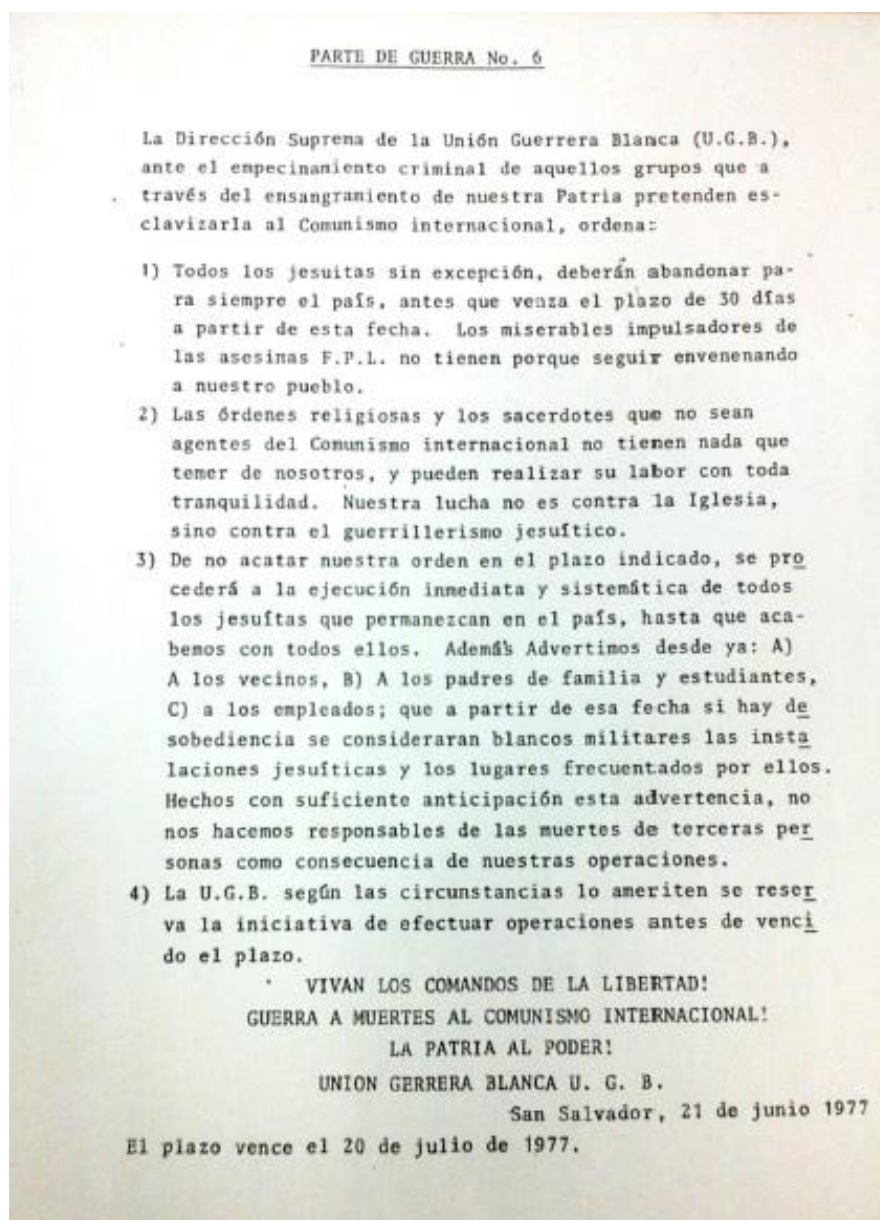 PARTE DE GUERRA No. 6
La Dirección Suprena de la Unión Guerrera Blanca (U.G.B.),
ante el empecinamiento criminal de aquellos grupos que a
través del ensangramiento de nuestra Patria pretenden es-
clavizarla al Comunismo internacional, ordena:
1) Todos los jesuitas sin excepción, deberán abandonar pa-
ra siempre el país, antes que venza el plazo de 30 días
a partir de esta fecha. Los miserables impulsadores de
las asesinas F.P.L. no tienen porque seguir envenenando
a nuestro pueblo.
2) Las órdenes religiosas y los sacerdotes que no sean
agentes del Comunismo internacional no tienen nada que
temer de nosotros, y pueden realizar su labor con toda
tranquilidad. Nuestra lucha no es contra la Iglesia,
sino contra el guerrillerismo jesuítico.
3) De no acatar nuestra orden en el plazo indicado, se pro
cederá a la ejecución inmediata y sistemática de todos
los jesuítas que permanezcan en el país, hasta que aca-
bemos con todos ellos. Además Advertimos desde ya: A)
A los vecinos, B) A los padres de familia y estudiantes,
C) a los empleados; que a partir de esa fecha si hay de
sobediencia se consideraran blancos militares las insta
laciones jesuíticas y los lugares frecuentados por ellos.
Hechos con suficiente anticipación esta advertencia, no
nos hacemos responsables de las muertes de terceras per
sonas como consecuencia de nuestras operaciones.
4) La U.G.B. según las circunstancias lo ameriten se reser
va la iniciativa de efectuar operaciones antes de venci
do el plazo.
VIVAN LOS COMANDOS DE LA LIBERTAD!
GUERRA A MUERTES AL COMUNISMO INTERNACIONAL!
LA PATRIA AL PODER!
UNION GERRERA BLANCA U. G. B.
San Salvador, 21 de junio 1977
El plazo vence el 20 de julio de 1977.